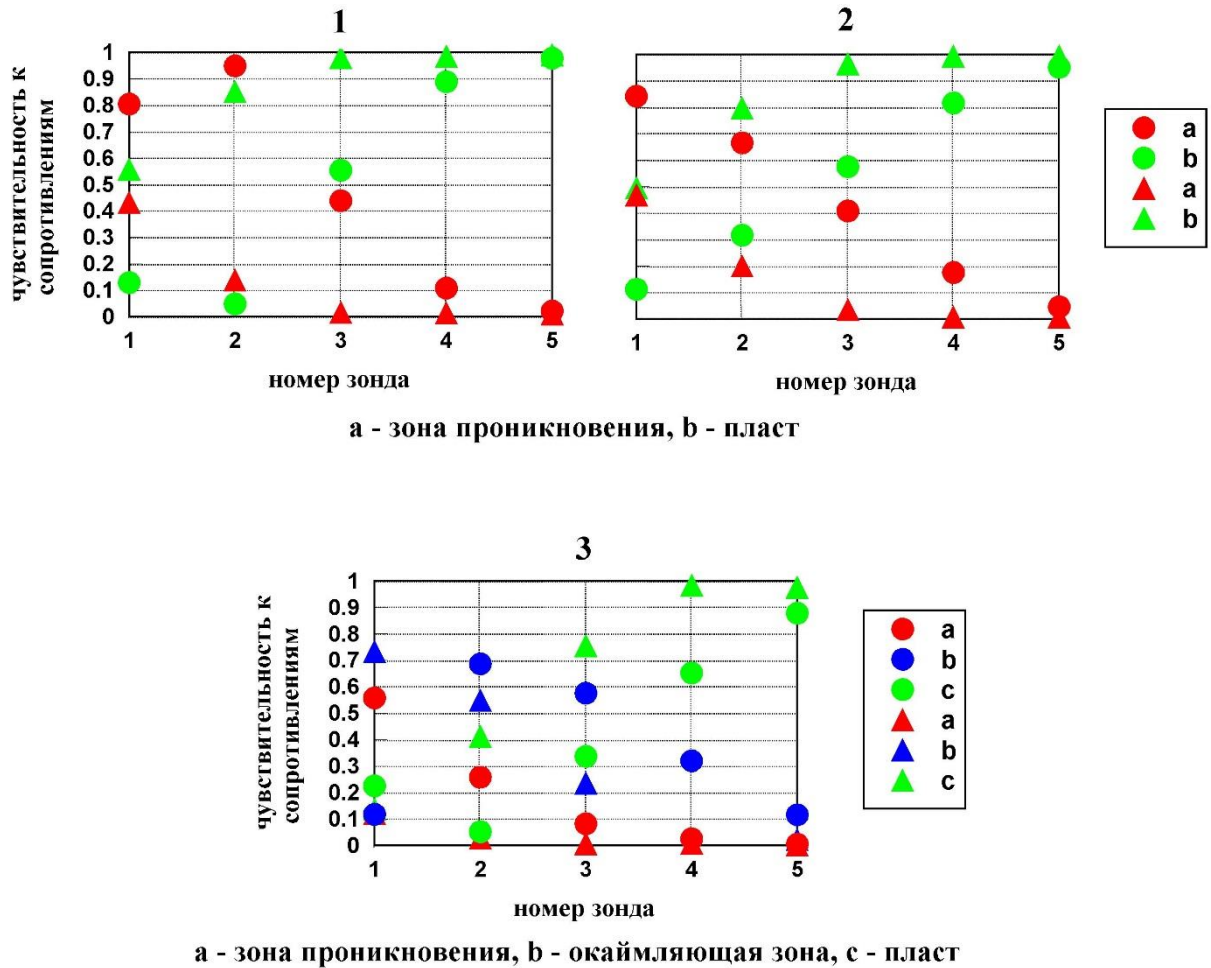 1
2
чувствительность к
сопротивлениям
1
0.9
0.8
0.7
0.6
0.5
0.4
0.3
0.2
0.1
0
1 2 3 4 5
номер зонда
1 2 3 4 5
номер зонда
a
b
a
b
a - зона проникновения, b - пласт
3
чувствительность к
сопротивлениям
1
0.9
0.8
0.7
0.6
0.5
0.4
0.3
0.2
0.1
0
1 2 3 4 5
номер зонда
a
b
c
a
b
c
a - зона проникновения, b - окаймляющая зона, c - пласт